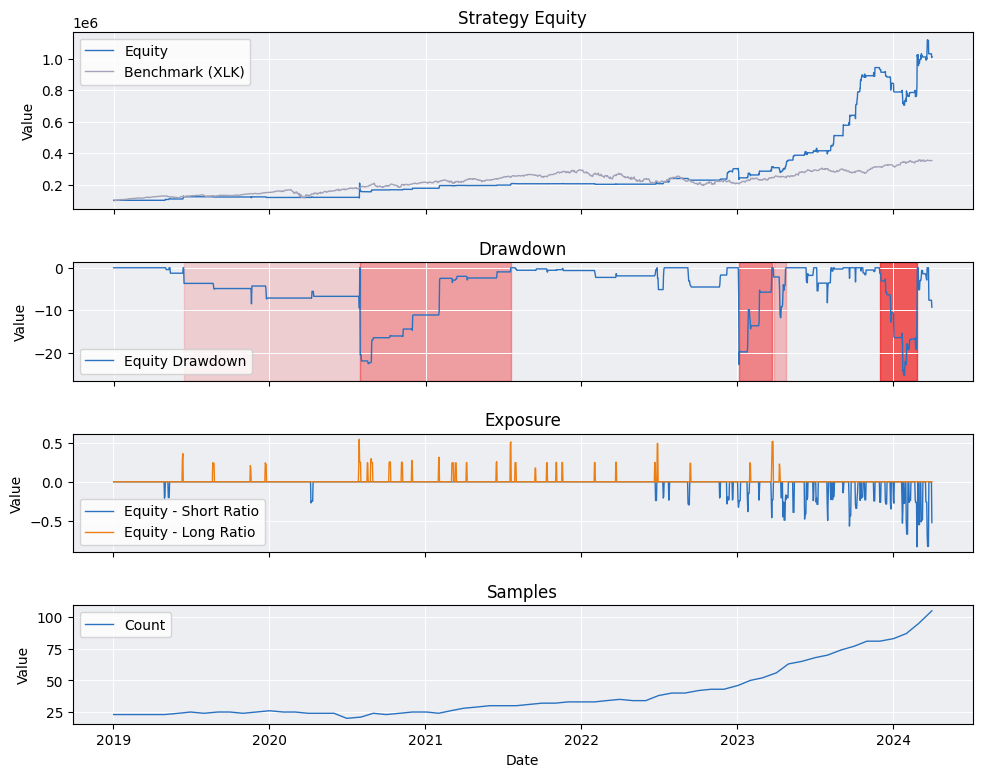 Strategy Equity
1e6
Equity
Benchmark (XLK)
Value
1.0
0.8
0.6
0.4
0.2
Drawdown
Value
0
−10
−20
Equity Drawdown
Exposure
Value
0.5
0.0
−0.5
Equity - Short Ratio
Equity - Long Ratio
Samples
Value
100
75
50
25
Count
2019 2020 2021 2022 2023 2024
Date